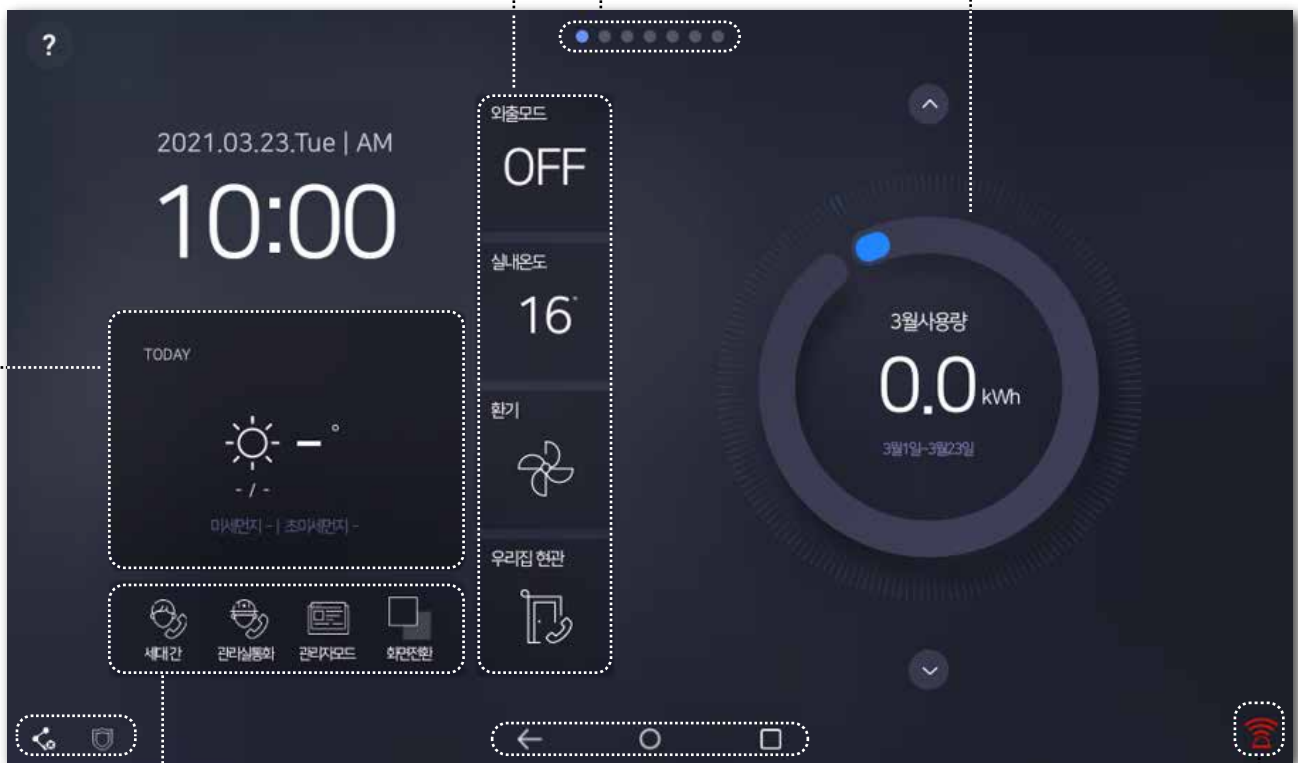 ?
2021.03.23.Tue | AM
10:00
TODAY
- °
- / -
미세먼지 - | 초미세먼지 -
세대간
관리실통화
관리자모드
화면전환
외출모드
OFF
실내온도
16°
환기
우리집 현관
3월사용량
0.0 kWh
3월1일~3월23일